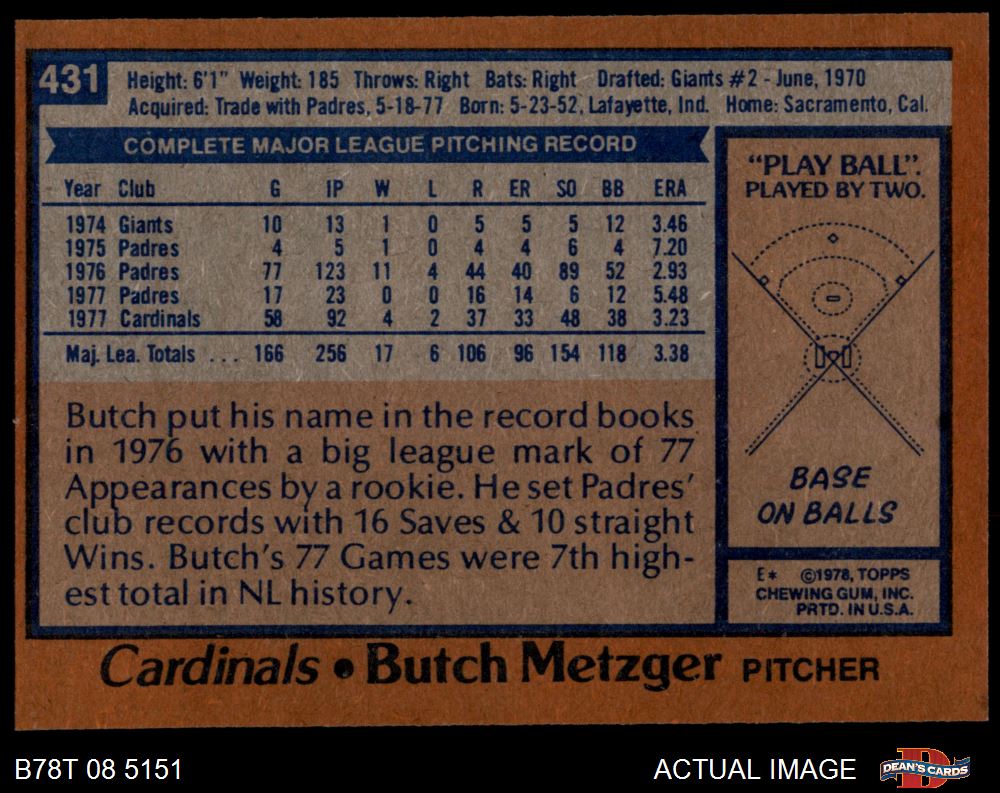 431
Height: 6'1" Weight: 185 Throws: Right Bats: Right Drafted: Giants #2 - June, 1970
Acquired: Trade with Padres, 5-18-77 Born: 5-23-52, Lafayette, Ind. Home: Sacramento, Cal.
COMPLETE MAJOR LEAGUE PITCHING RECORD
Year Club G IP W L R ER SO BB ERA
1974 Giants 10 13 1 0 5 5 5 12 3.46
1975 Padres 4 5 1 0 4 4 6 4 7.20
1976 Padres 77 123 11 4 44 40 89 52 2.93
1977 Padres 17 23 0 0 16 14 6 12 5.48
1977 Cardinals 58 92 4 2 37 33 48 38 3.23
Maj. Lea. Totals ... 166 256 17 6 106 96 154 118 3.38
Butch put his name in the record books
in 1976 with a big league mark of 77
Appearances by a rookie. He set Padres'
club records with 16 Saves & 10 straight
Wins. Butch's 77 Games were 7th high-
est total in NL history.
"PLAY BALL".
PLAYED BY TWO.
BASE
ON BALLS
E* ©1978, TOPPS
CHEWING GUM, INC.
PRTD. IN U.S.A.
Cardinals • Butch Metzger PITCHER
B78T 08 5151
ACTUAL IMAGE
D
DEAN'S CARDS